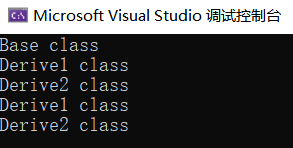 Microsoft Visual Studio 调试控制台
Base class
Derive1 class
Derive2 class
Derive1 class
Derive2 class